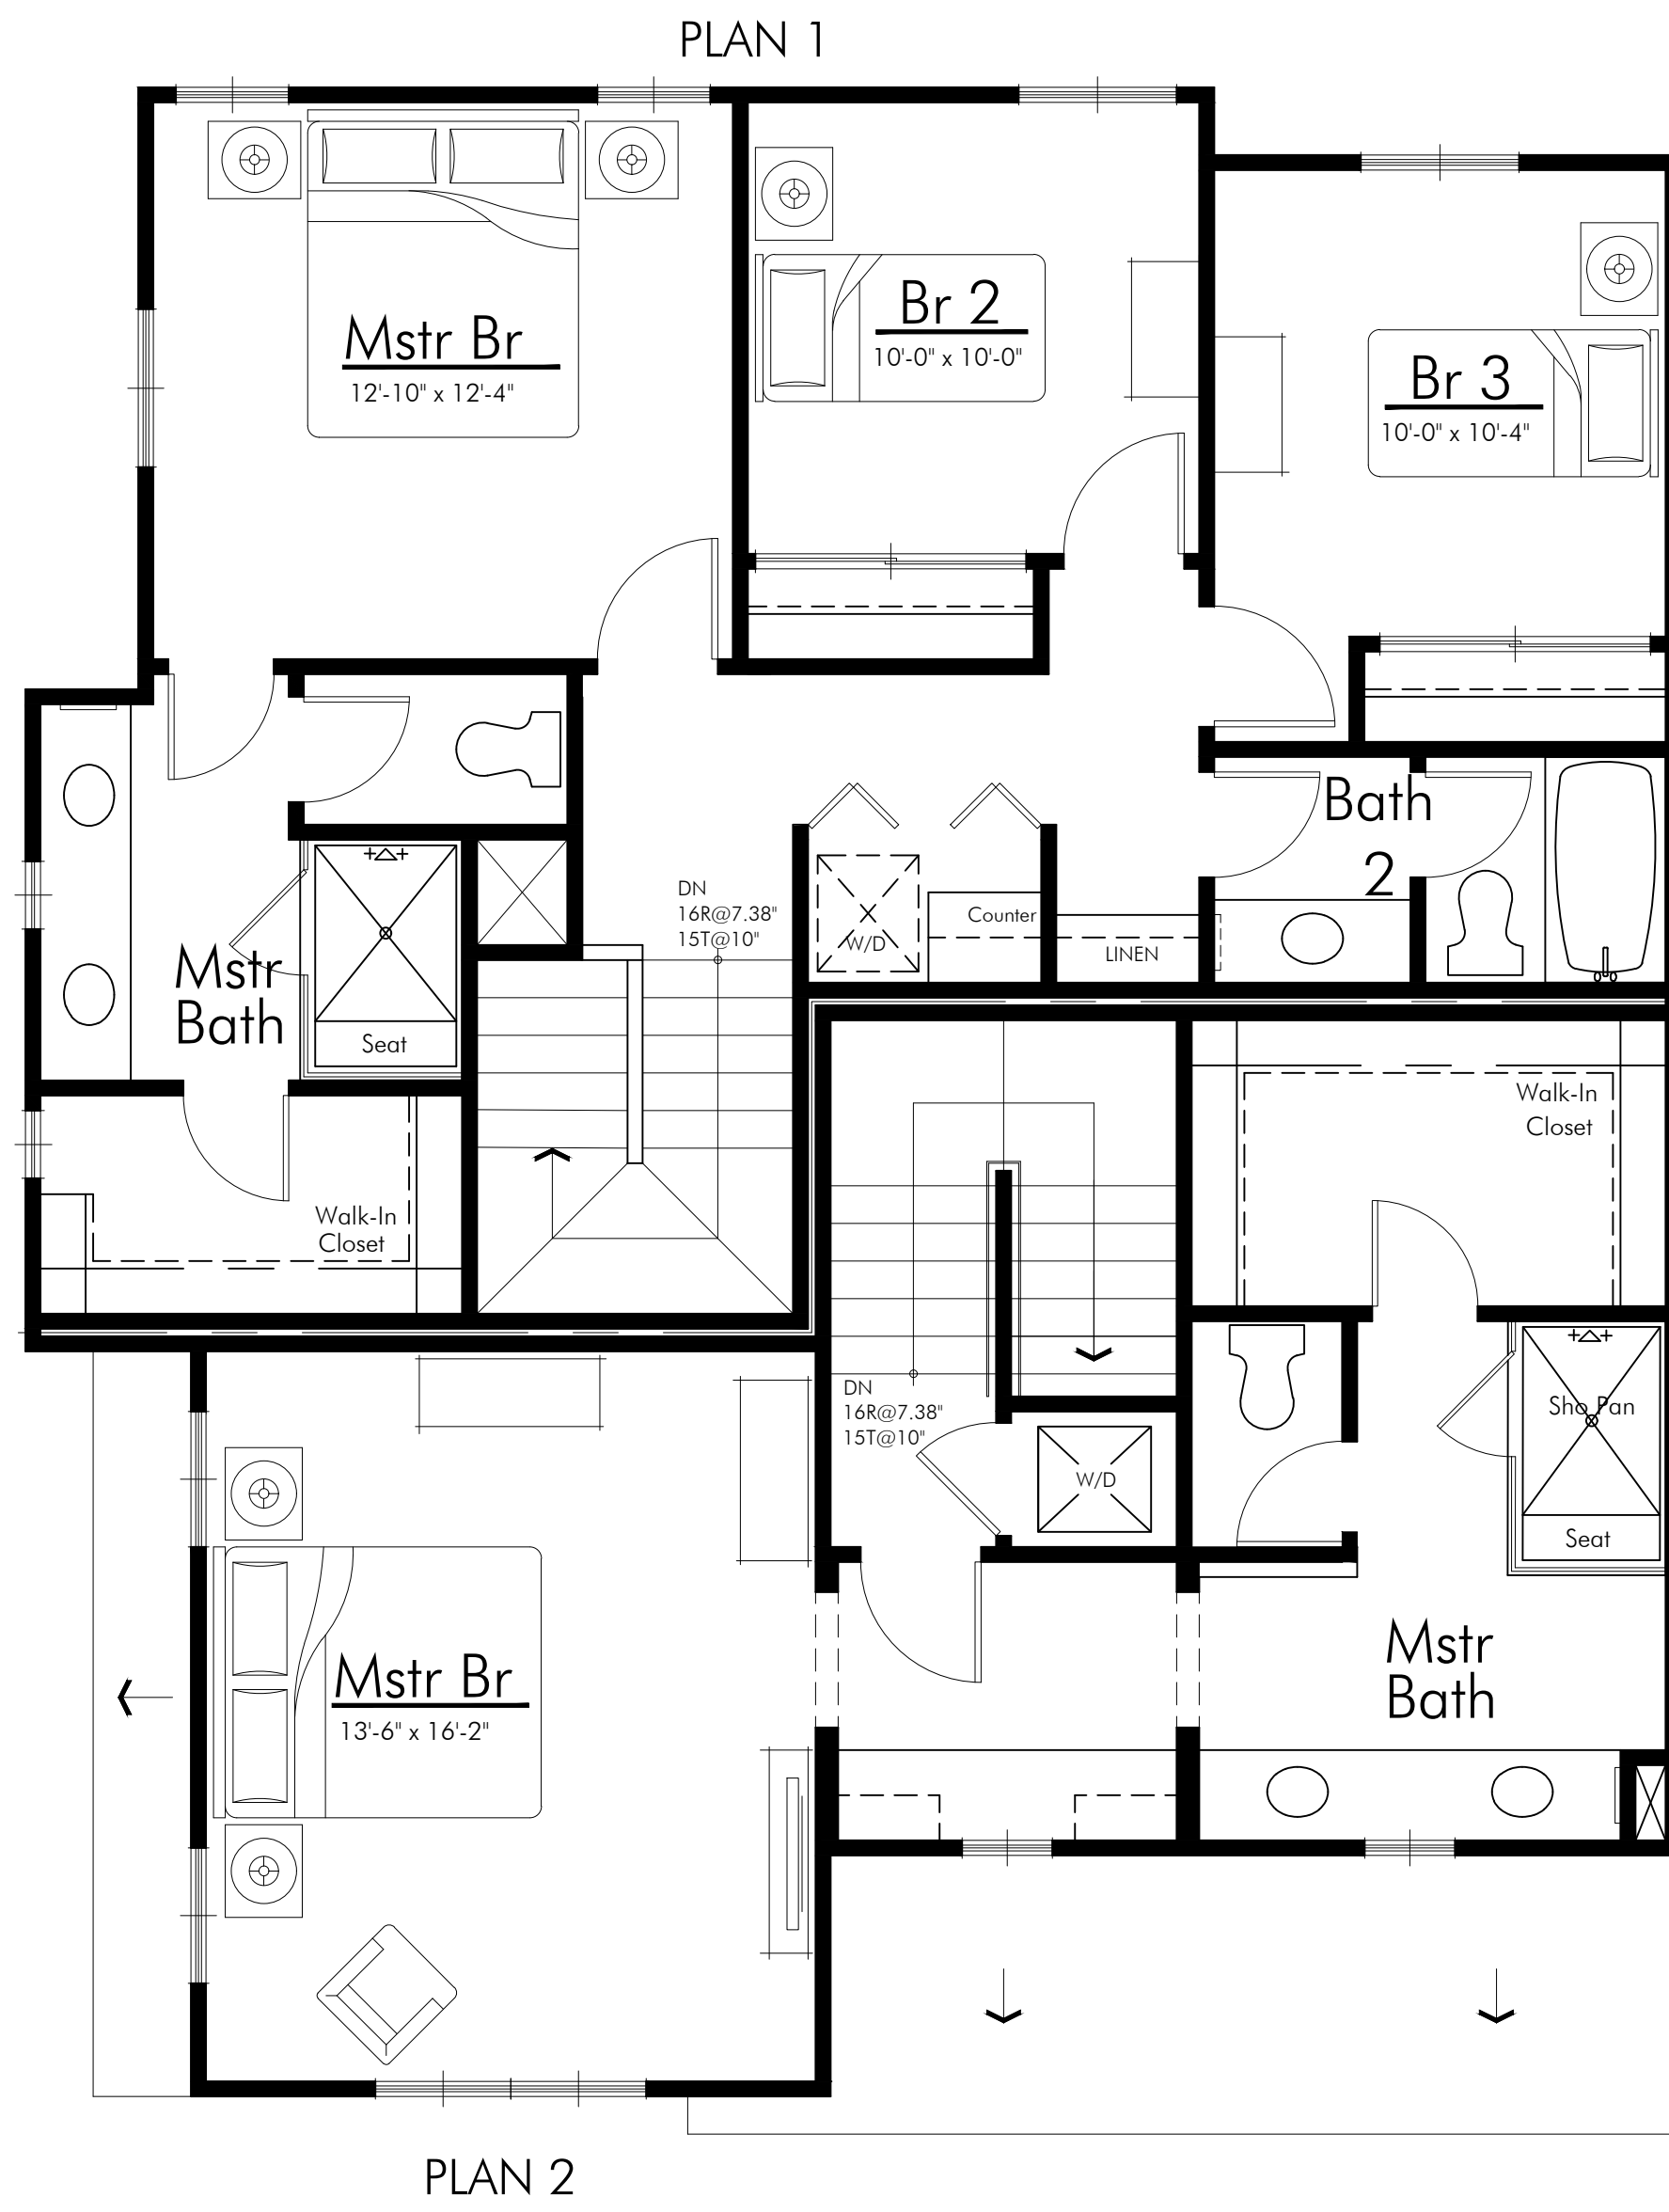 PLAN 1
Mstr Br
12'-10" x 12'-4"
Br 2
10'-0" x 10'-0"
Br 3
10'-0" x 10'-4"
Bath
2
DN
16R@7.38"
15T@10"
W/D
Counter
LINEN
Mstr
Bath
Seat
Walk-In
Closet
Walk-In
Closet
DN
16R@7.38"
15T@10"
W/D
Sho Pan
Seat
Mstr Br
13'-6" x 16'-2"
Mstr
Bath
PLAN 2